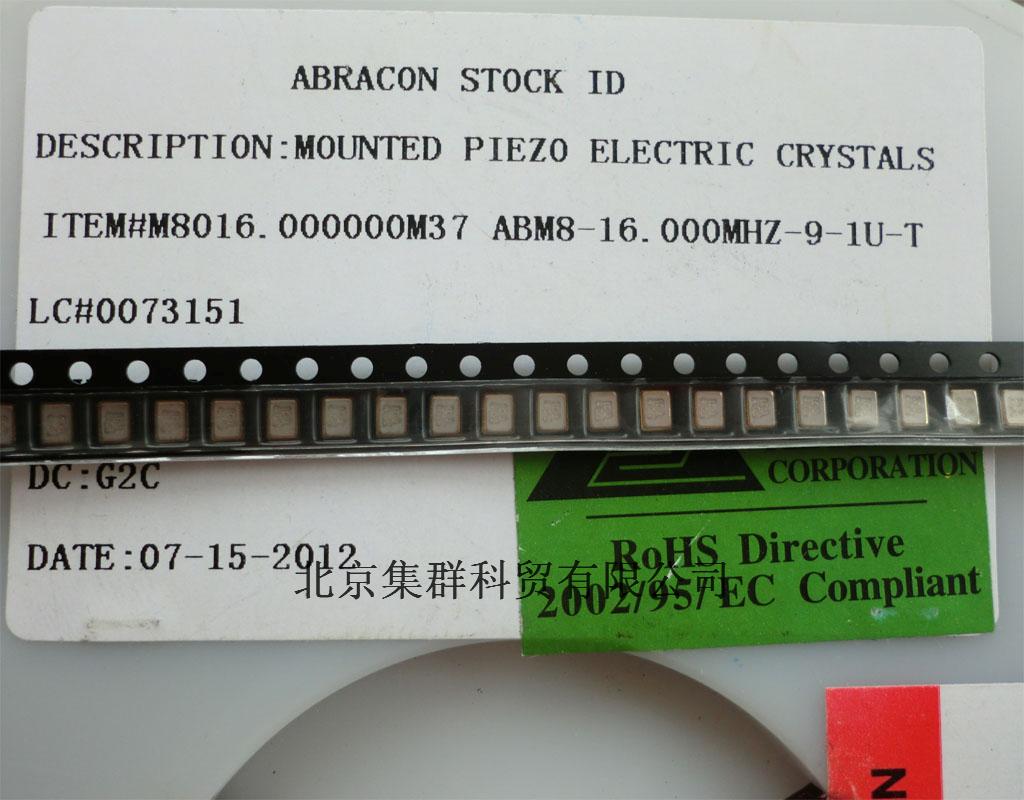 ABRACON STOCK ID
DESCRIPTION:MOUNTED PIEZO ELECTRIC CRYSTALS
ITEM#M8016.000000M37 ABM8-16.000MHZ-9-1U-T
LC#0073151
DC:G2C
CORPORATION
DATE:07-15-2012
RoHS Directive
2002/95/EC Compliant
北京集群科贸有限公司
N